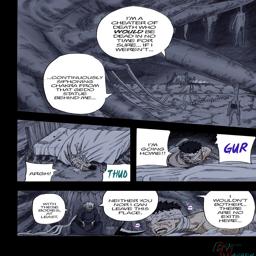 I'M A
CHEATER OF
DEATH WHO
WOULD BE
DEAD IN NO
TIME FOR
SURE... IF I
WEREN'T...
...CONTINUOUSLY
SIPHONING
CHAKRA FROM
THAT GEDO
STATUE
BEHIND ME...
I'M
GOING
HOME!!
GUR
ARGH!
THUD
I
WOULDN'T
BOTHER...
THERE
ARE NO
EXITS
HERE...
NEITHER YOU
NOR I CAN
LEAVE THIS
PLACE.
WITH
THESE
BODIES, AT
LEAST.